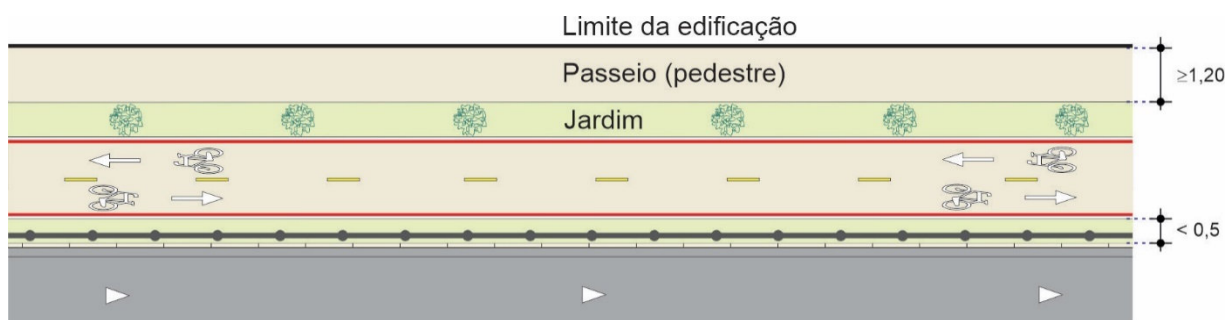 Limite da edificação
Passeio (pedestre)
≥1,20
Jardim
< 0,5